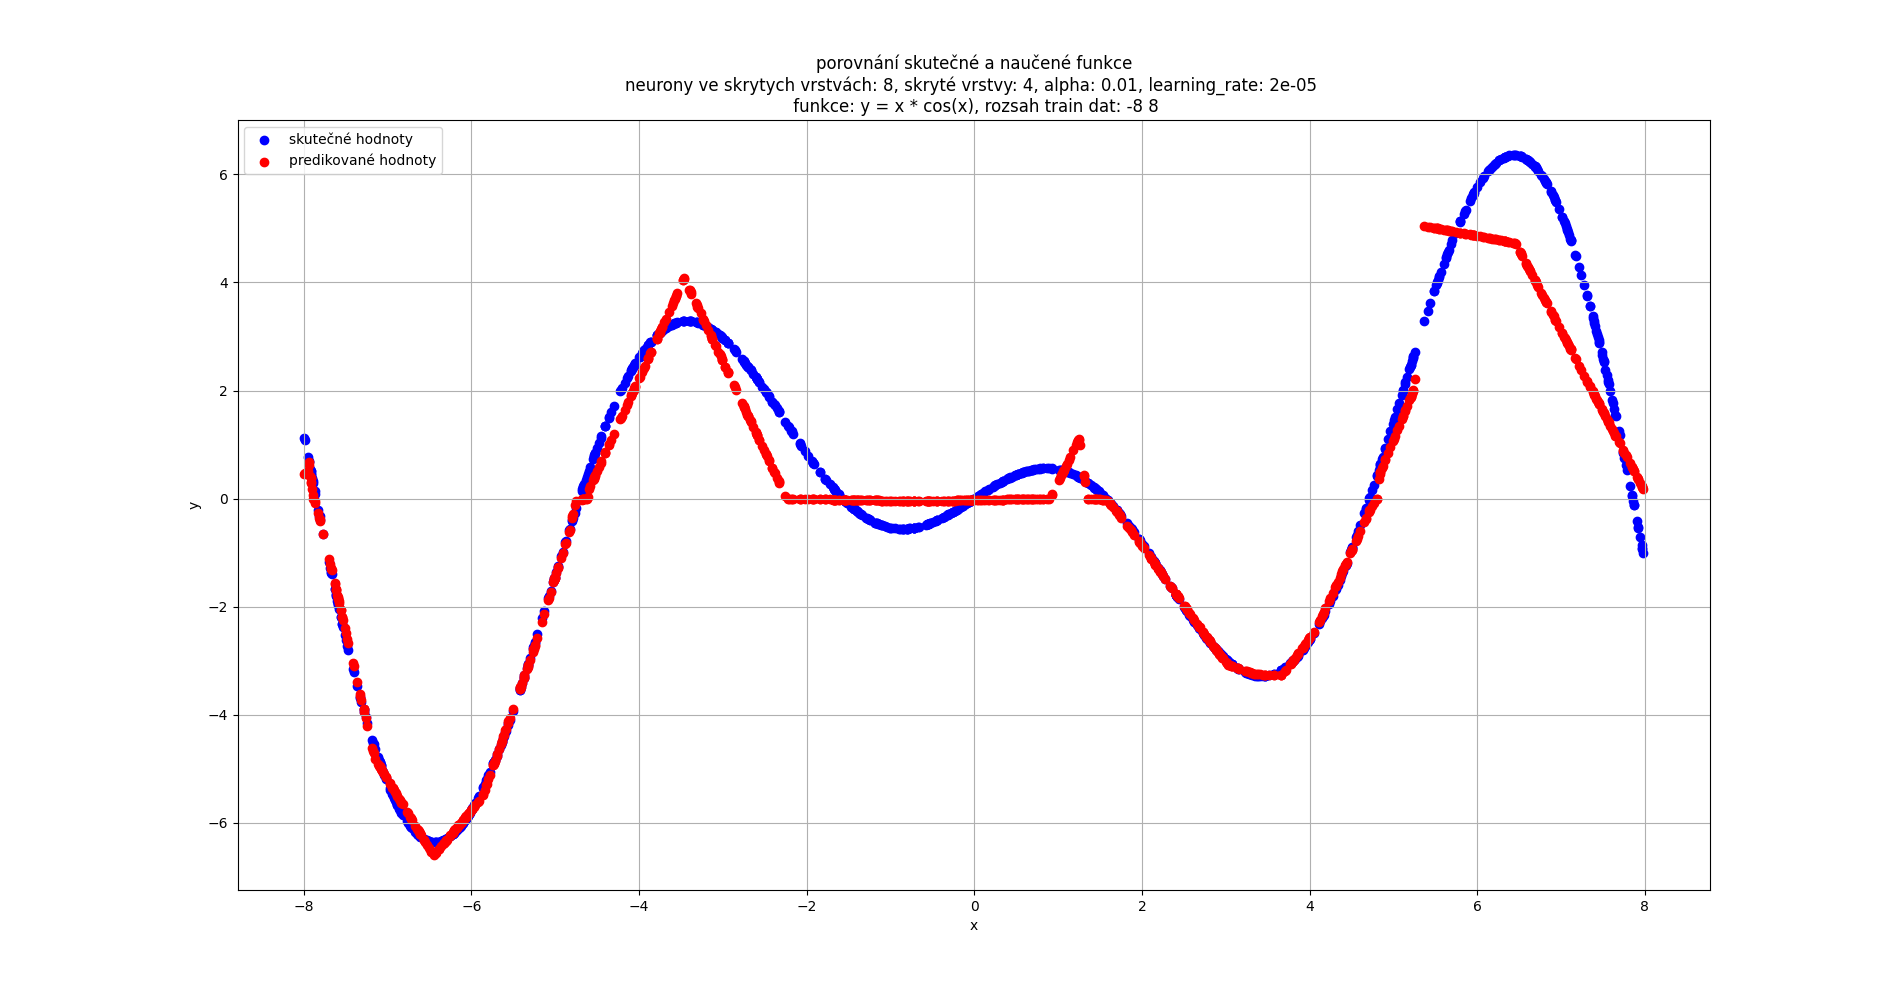 porovnání skutečné a naučené funkce
neurony ve skrytych vrstvách: 8, skryté vrstvy: 4, alpha: 0.01, learning_rate: 2e-05
funkce: y = x * cos(x), rozsah train dat: -8 8
skutečné hodnoty
predikované hodnoty
6
4
2
0
−2
−4
−6
y
−8 −6 −4 −2 0 2 4 6 8
x